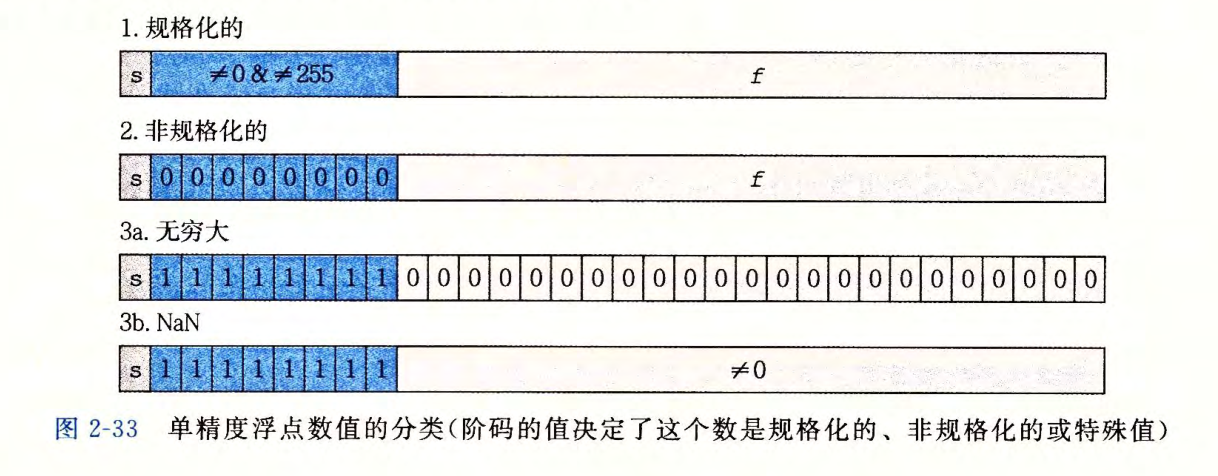 1. 规格化的
s ≠0 & ≠255 f
2. 非规格化的
s 0 0 0 0 0 0 0 0 f
3a. 无穷大
s 1 1 1 1 1 1 1 1 0 0 0 0 0 0 0 0 0 0 0 0 0 0 0 0 0 0 0 0 0 0 0
3b. NaN
s 1 1 1 1 1 1 1 1 ≠0
图 2-33 单精度浮点数值的分类(阶码的值决定了这个数是规格化的、非规格化的或特殊值)